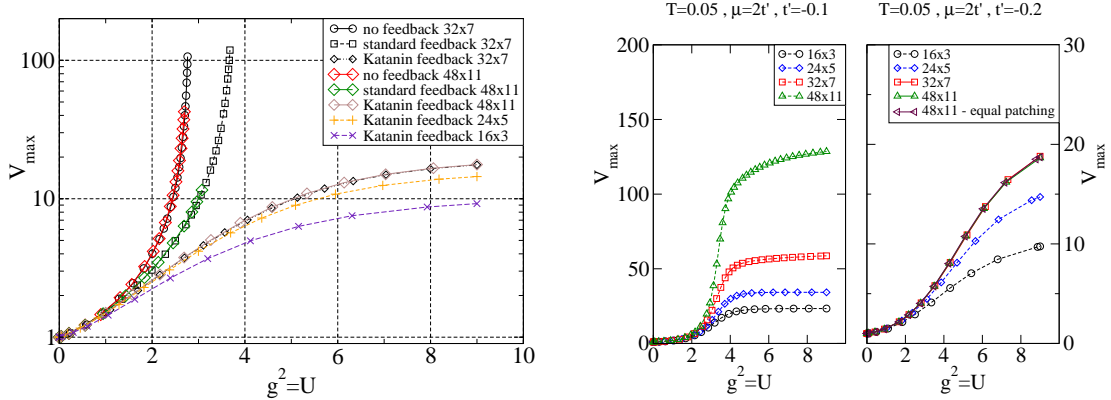 no feedback 32x7
standard feedback 32x7
Katanin feedback 32x7
no feedback 48x11
standard feedback 48x11
Katanin feedback 48x11
Katanin feedback 24x5
Katanin feedback 16x3
100
10
1
V_max
0 2 4 6 8 10
g^2=U
T=0.05 , μ=2t' , t'=-0.1
16x3
24x5
32x7
48x11
200
150
100
50
0
V_max
0 2 4 6 8
g^2=U
T=0.05 , μ=2t' , t'=-0.2
16x3
24x5
32x7
48x11
48x11 - equal patching
30
20
10
0
V_max
0 2 4 6 8
g^2=U